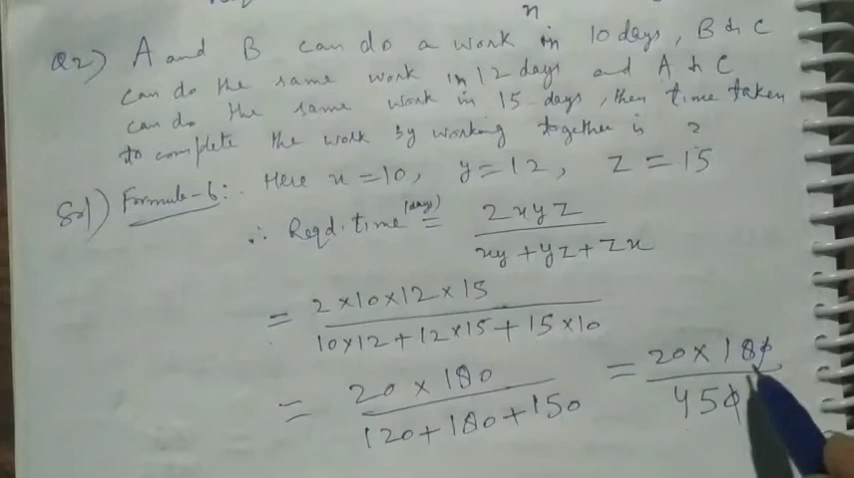 Q2) A and B can do a work in 10 days, B & C
can do the same work in 12 days and A & C
can do the same work in 15 days, then time taken
to complete the work by working together is ?
Sol) Formule-6:- Here x=10, y=12, z=15
∴ Reqd. time (days) = 2xyz / xy+yz+zx
= 2×10×12×15 / 10×12+12×15+15×10
= 20×180 / 120+180+150 = 20×180 / 450